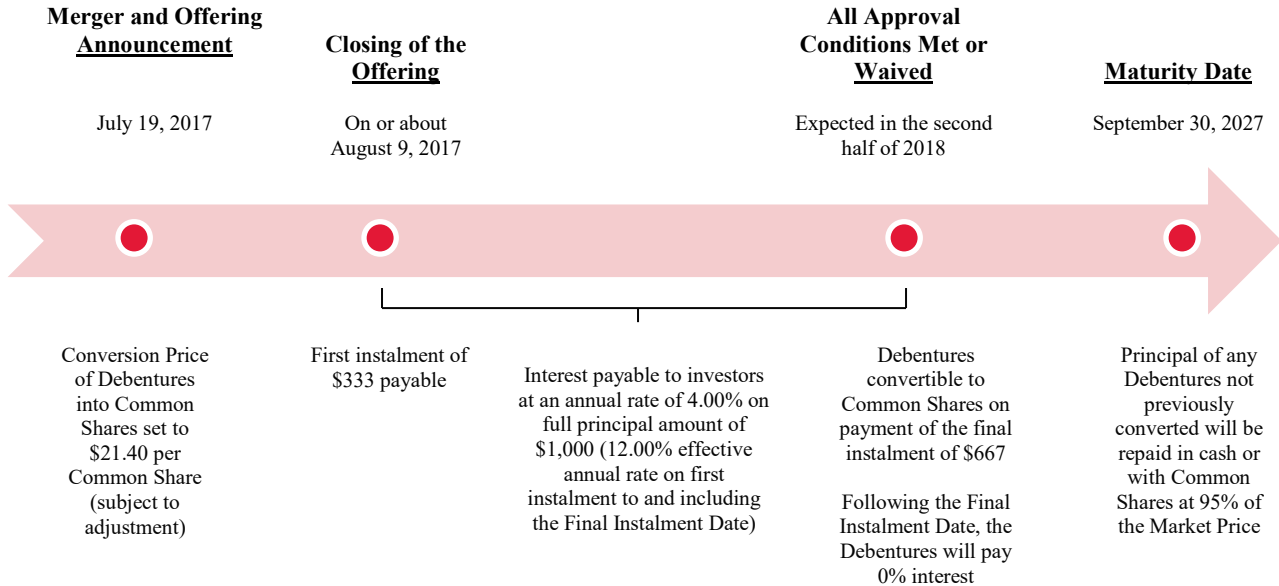 Merger and Offering
Announcement
July 19, 2017
Closing of the
Offering
On or about
August 9, 2017
All Approval
Conditions Met or
Waived
Expected in the second
half of 2018
Maturity Date
September 30, 2027
Conversion Price
of Debentures
into Common
Shares set to
$21.40 per
Common Share
(subject to
adjustment)
First instalment of
$333 payable
Interest payable to investors
at an annual rate of 4.00% on
full principal amount of
$1,000 (12.00% effective
annual rate on first
instalment to and including
the Final Instalment Date)
Debentures
convertible to
Common Shares on
payment of the final
instalment of $667
Following the Final
Instalment Date, the
Debentures will pay
0% interest
Principal of any
Debentures not
previously
converted will be
repaid in cash or
with Common
Shares at 95% of
the Market Price